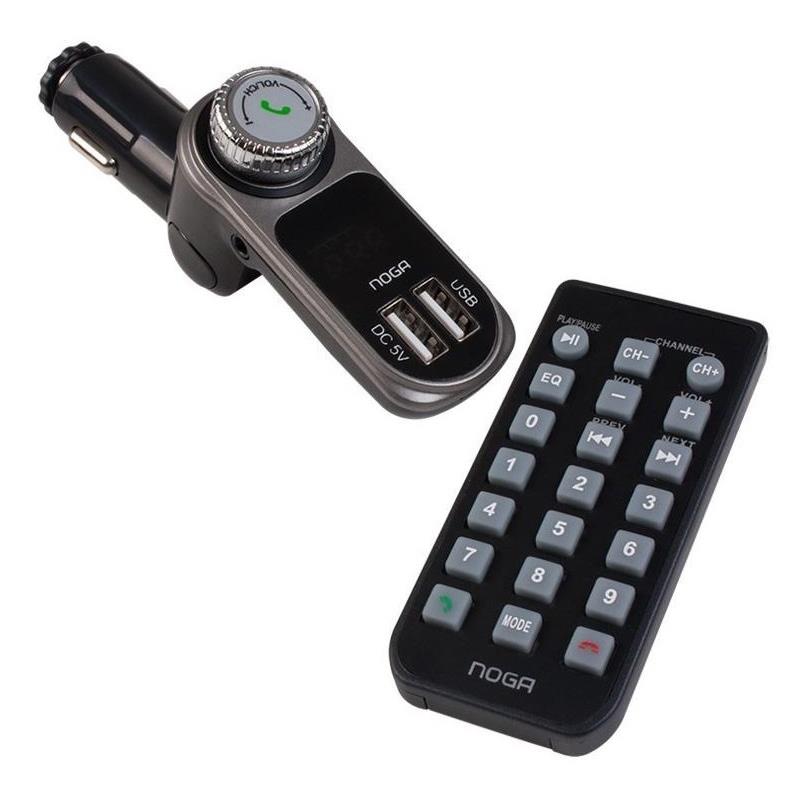 VOL/CH
+
-
NOGA
USB
DC 5V
PLAY/PAUSE
CHANNEL
CH-
CH+
EQ
VOL-
VOL+
-
+
0
PREV
NEXT
1
2
3
4
5
6
7
8
9
MODE
NOGA